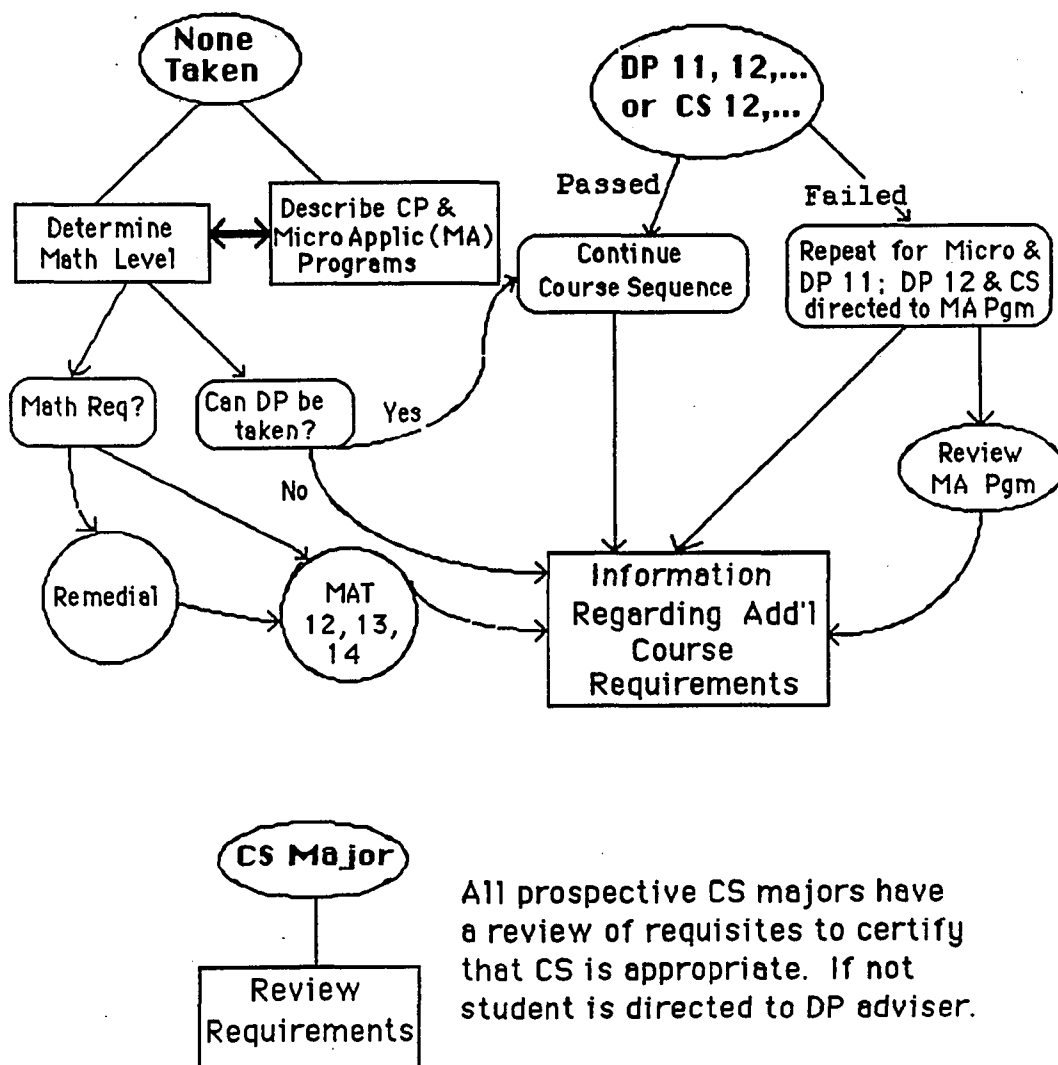 None
Taken
DP 11, 12,...
or CS 12,...
Passed
Failed
Determine
Math Level
Describe CP &
Micro Applic (MA)
Programs
Continue
Course Sequence
Repeat for Micro &
DP 11; DP 12 & CS
directed to MA Pgm
Math Req?
Can DP be
taken?
Yes
No
Review
MA Pgm
Remedial
MAT
12, 13,
14
Information
Regarding Add'l
Course
Requirements
CS Major
Review
Requirements
All prospective CS majors have
a review of requisites to certify
that CS is appropriate. If not
student is directed to DP adviser.